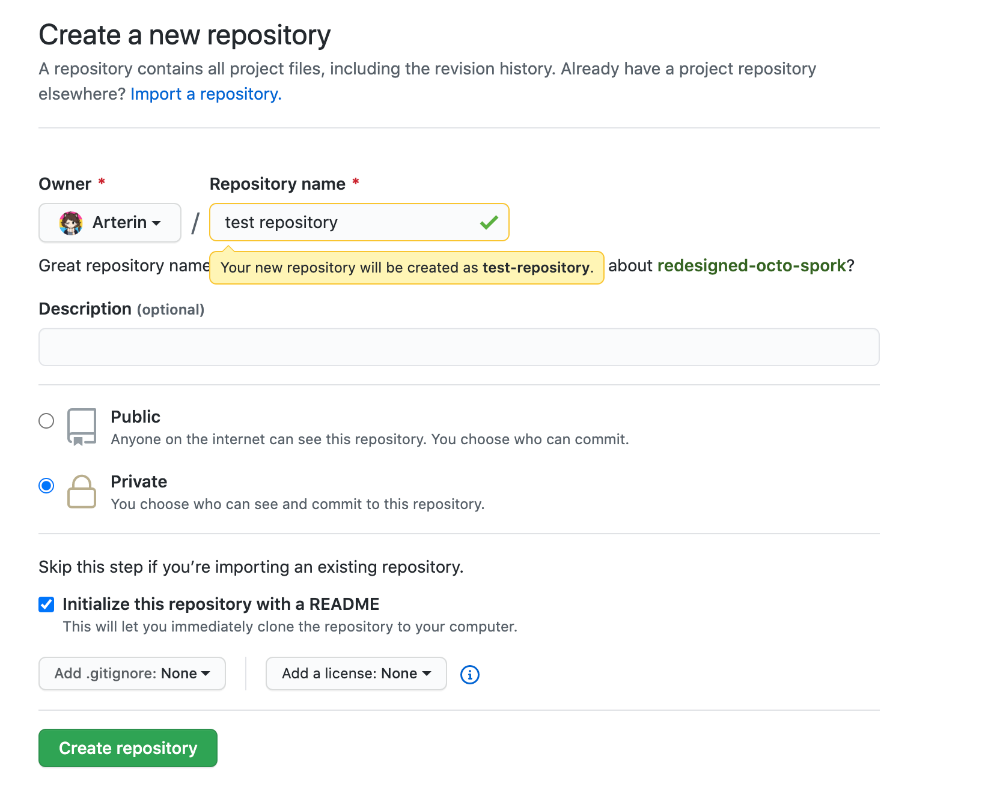 Create a new repository
A repository contains all project files, including the revision history. Already have a project repository
elsewhere? Import a repository.
Owner * Repository name *
Arterin / test repository
Great repository name about redesigned-octo-spork?
Your new repository will be created as test-repository.
Description (optional)
Public
Anyone on the internet can see this repository. You choose who can commit.
Private
You choose who can see and commit to this repository.
Skip this step if you’re importing an existing repository.
Initialize this repository with a README
This will let you immediately clone the repository to your computer.
Add .gitignore: None Add a license: None
Create repository